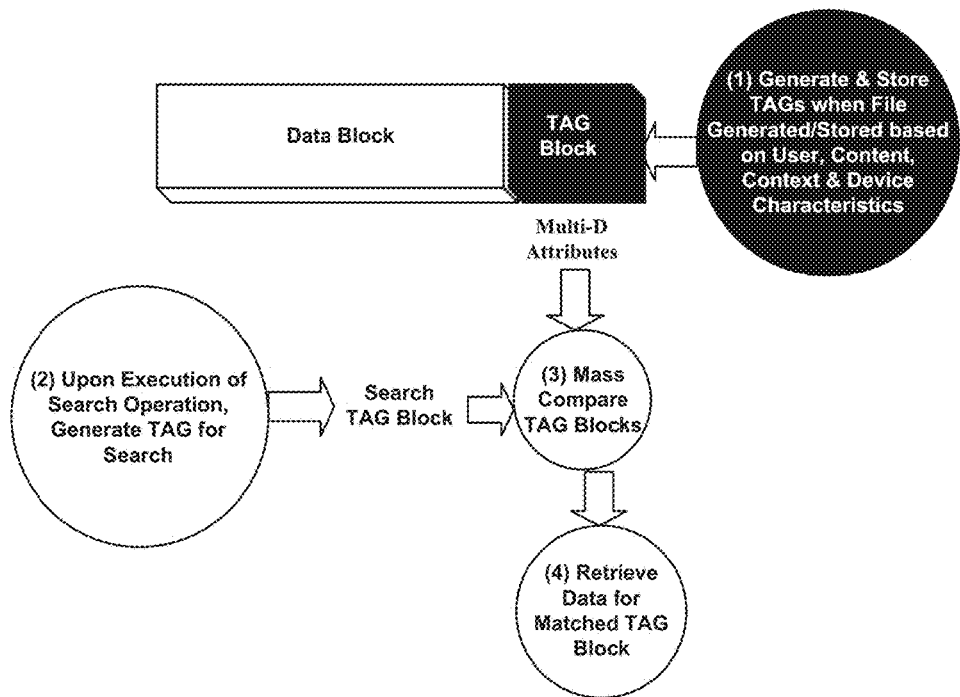 (1) Generate & Store
TAGs when File
Generated/Stored based
on User, Content,
Context & Device
Characteristics
Data Block
TAG
Block
Multi-D
Attributes
(2) Upon Execution of
Search Operation,
Generate TAG for
Search
Search
TAG Block
(3) Mass
Compare
TAG Blocks
(4) Retrieve
Data for
Matched TAG
Block